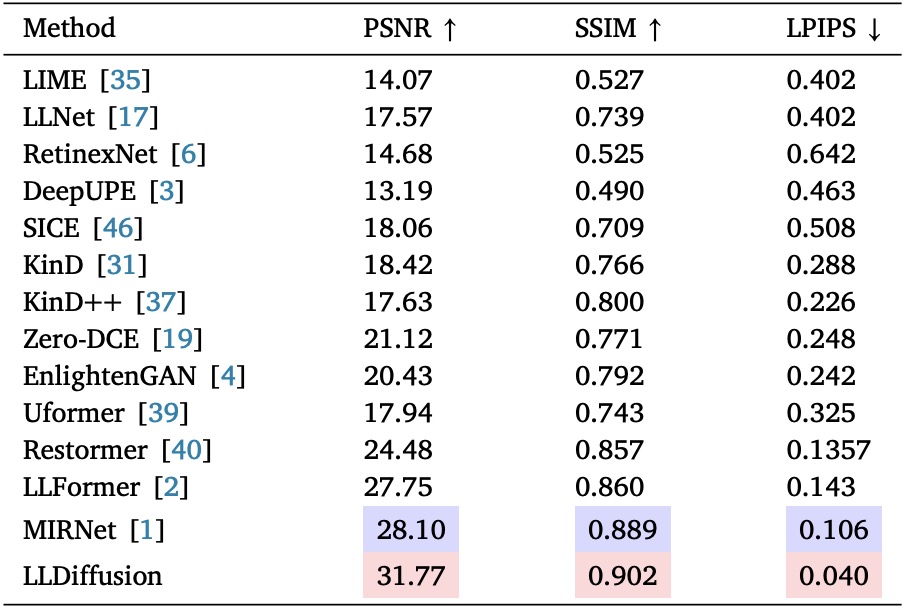 Method PSNR ↑ SSIM ↑ LPIPS ↓
LIME [35] 14.07 0.527 0.402
LLNet [17] 17.57 0.739 0.402
RetinexNet [6] 14.68 0.525 0.642
DeepUPE [3] 13.19 0.490 0.463
SICE [46] 18.06 0.709 0.508
KinD [31] 18.42 0.766 0.288
KinD++ [37] 17.63 0.800 0.226
Zero-DCE [19] 21.12 0.771 0.248
EnlightenGAN [4] 20.43 0.792 0.242
Uformer [39] 17.94 0.743 0.325
Restormer [40] 24.48 0.857 0.1357
LLFormer [2] 27.75 0.860 0.143
MIRNet [1] 28.10 0.889 0.106
LLDiffusion 31.77 0.902 0.040